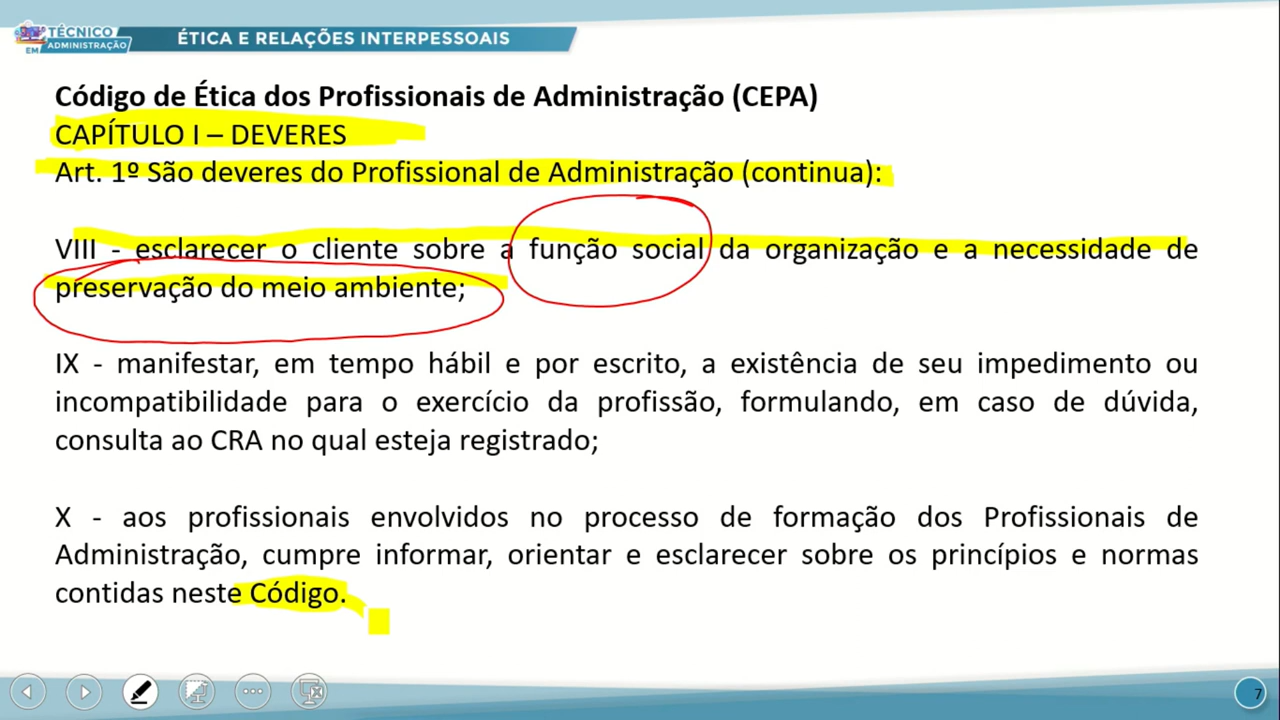 TÉCNICO
EM ADMINISTRAÇÃO
ÉTICA E RELAÇÕES INTERPESSOAIS
Código de Ética dos Profissionais de Administração (CEPA)
CAPÍTULO I – DEVERES
Art. 1º São deveres do Profissional de Administração (continua):
VIII - esclarecer o cliente sobre a função social da organização e a necessidade de
preservação do meio ambiente;
IX - manifestar, em tempo hábil e por escrito, a existência de seu impedimento ou
incompatibilidade para o exercício da profissão, formulando, em caso de dúvida,
consulta ao CRA no qual esteja registrado;
X - aos profissionais envolvidos no processo de formação dos Profissionais de
Administração, cumpre informar, orientar e esclarecer sobre os princípios e normas
contidas neste Código.
7